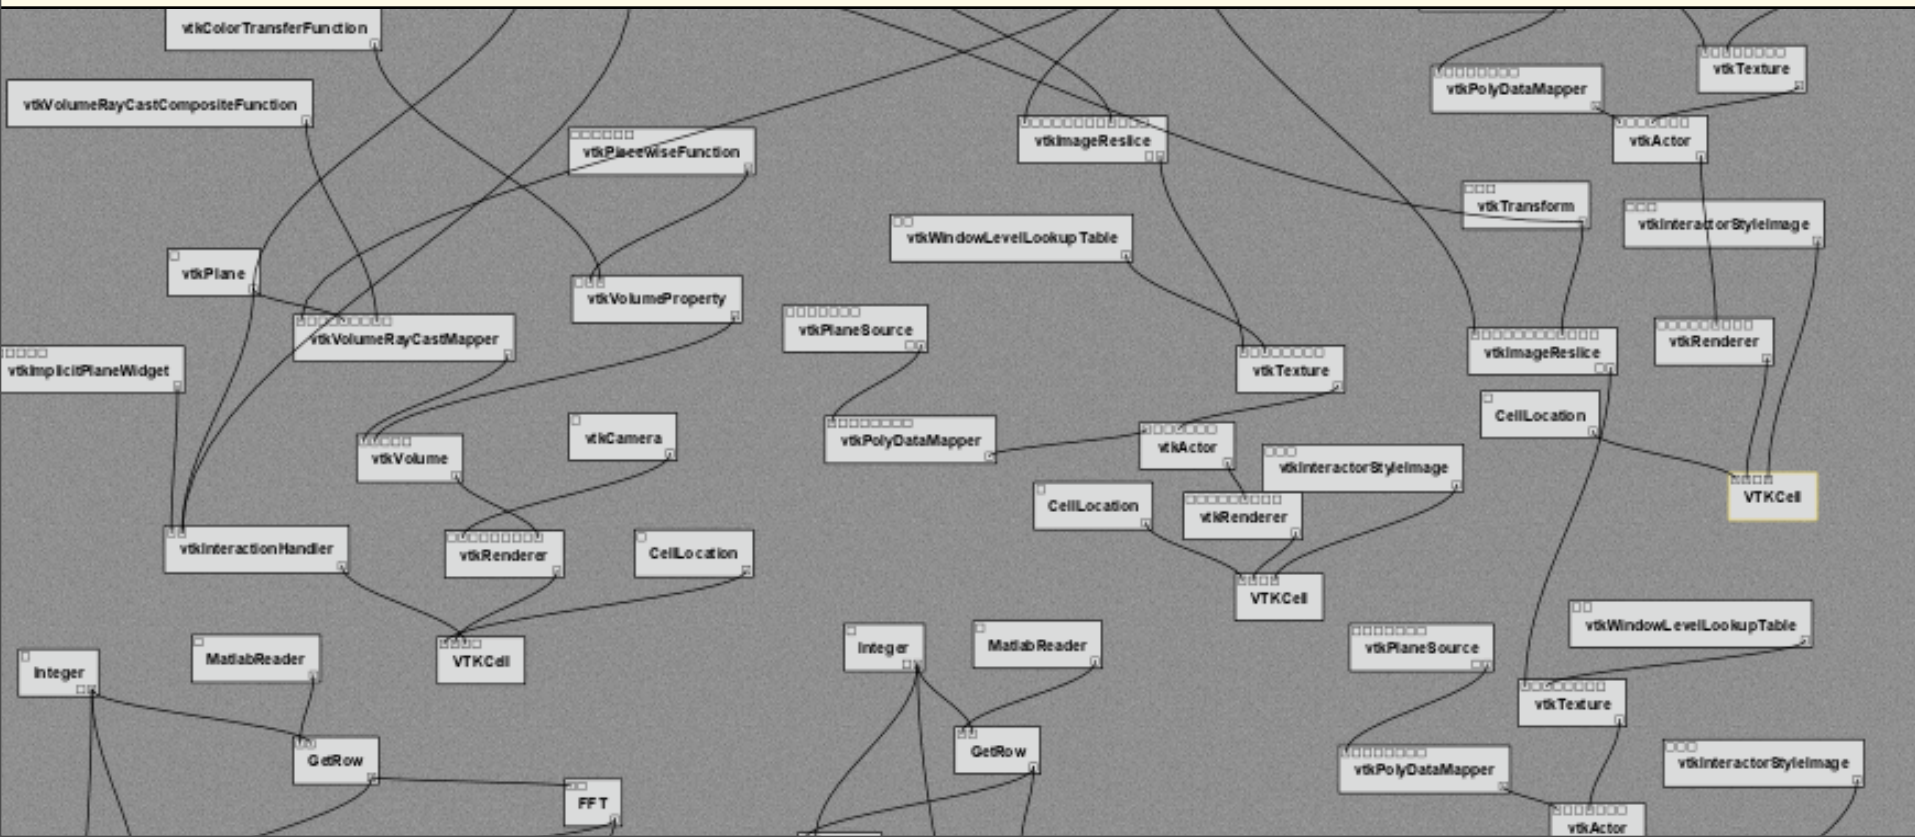 vtkColorTransferFunction
vtkTexture
vtkPolyDataMapper
vtkVolumeRayCastCompositeFunction
vtkActor
vtkImageReslice
vtkPiecewiseFunction
vtkTransform
vtkInteractorStyleImage
vtkWindowLevelLookupTable
vtkPlane
vtkVolumeProperty
vtkPlaneSource
vtkVolumeRayCastMapper
vtkRenderer
vtkImageReslice
vtkImplicitPlaneWidget
vtkTexture
CellLocation
vtkCamera
vtkPolyDataMapper
vtkActor
vtkVolume
vtkInteractorStyleImage
VTKCell
CellLocation
vtkRenderer
vtkInteractionHandler
vtkRenderer
CellLocation
VTKCell
vtkWindowLevelLookupTable
Integer
MatlabReader
vtkPlaneSource
MatlabReader
VTKCell
Integer
vtkTexture
GetRow
GetRow
vtkInteractorStyleImage
vtkPolyDataMapper
FFT
vtkActor